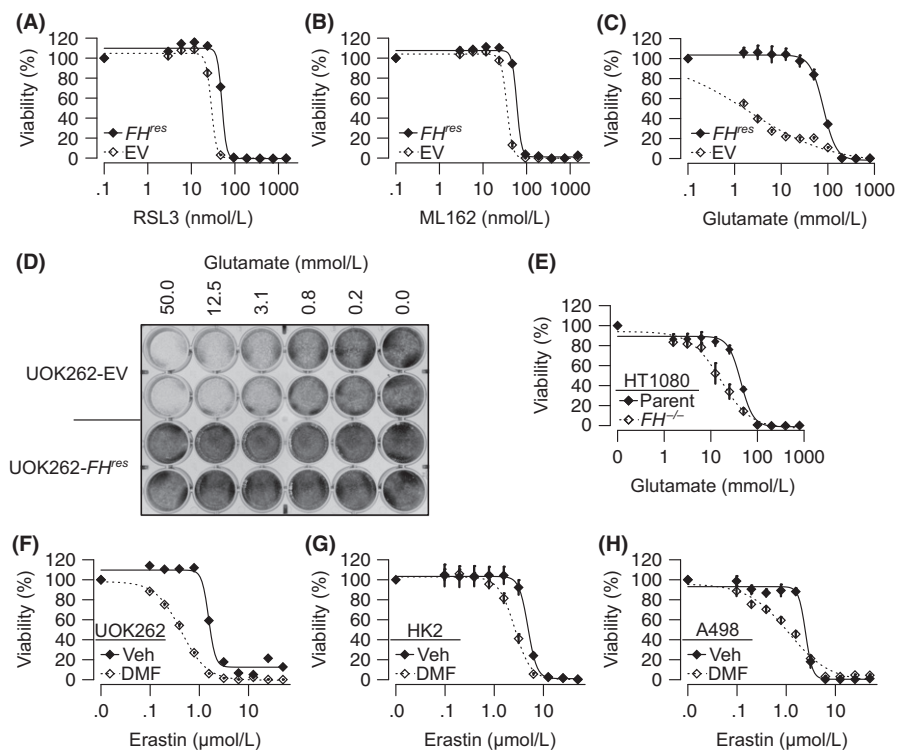 (A)
120
100
80
60
40
20
0
Viability (%)
FHres
EV
.1 1 10 100 1000
RSL3 (nmol/L)
(B)
120
100
80
60
40
20
0
Viability (%)
FHres
EV
.1 1 10 100 1000
ML162 (nmol/L)
(C)
120
100
80
60
40
20
0
Viability (%)
FHres
EV
.1 1 10 100 1000
Glutamate (mmol/L)
(D)
Glutamate (mmol/L)
50.0 12.5 3.1 0.8 0.2 0.0
UOK262-EV
UOK262-FHres
(E)
120
100
80
60
40
20
0
Viability (%)
HT1080
Parent
FH−/−
0 1 10 100 1000
Glutamate (mmol/L)
(F)
120
100
80
60
40
20
0
Viability (%)
UOK262
Veh
DMF
.0 .1 1.0 10
Erastin (µmol/L)
(G)
120
100
80
60
40
20
0
Viability (%)
HK2
Veh
DMF
.0 .1 1.0 10
Erastin (µmol/L)
(H)
120
100
80
60
40
20
0
Viability (%)
A498
Veh
DMF
.0 .1 1.0 10
Erastin (µmol/L)